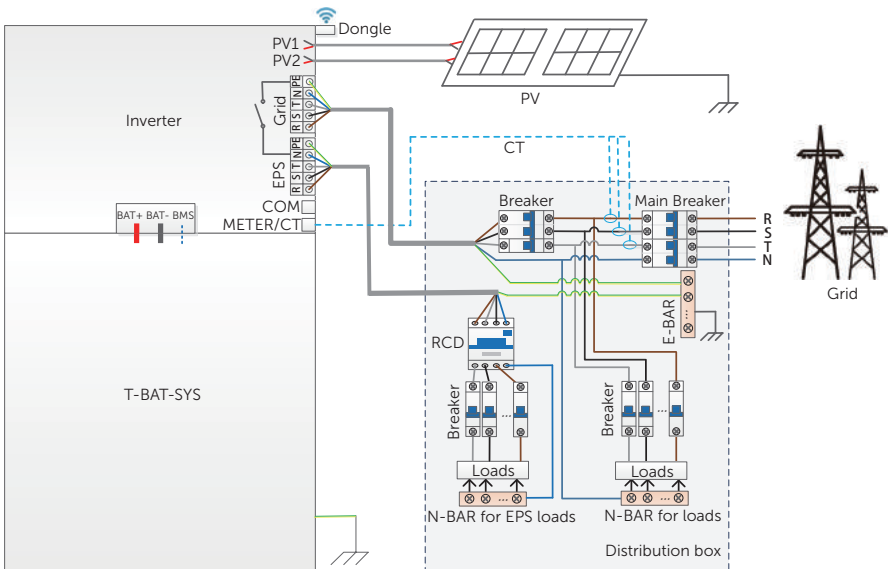 Dongle
PV1
PV2
PV
Inverter
Grid
R S T N PE
EPS
R S T N PE
COM
METER/CT
BAT+ BAT- BMS
CT
Breaker
Main Breaker
R
S
T
N
Grid
E-BAR
...
RCD
T-BAT-SYS
Breaker
...
Breaker
...
Loads
Loads
...
...
N-BAR for EPS loads
N-BAR for loads
Distribution box